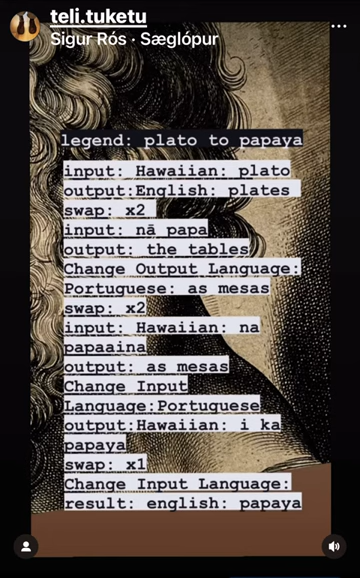 teli.tuketu
Sigur Rós · Sæglópur
legend: plato to papaya
input: Hawaiian: plato
output:English: plates
swap: x2
input: nā papa
output: the tables
Change Output Language:
Portuguese: as mesas
swap: x2
input: Hawaiian: na
papaaina
output: as mesas
Change Input
Language:Portuguese
output:Hawaiian: i ka
papaya
swap: x1
Change Input Language:
result: english: papaya